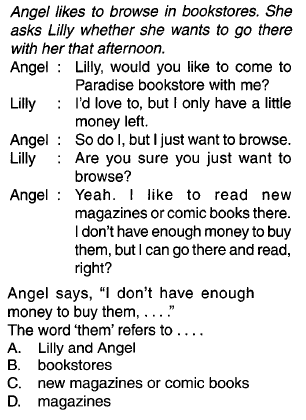 Angel likes to browse in bookstores. She
asks Lilly whether she wants to go there
with her that afternoon.
Angel : Lilly, would you like to come to
Paradise bookstore with me?
Lilly : I'd love to, but I only have a little
money left.
Angel : So do I, but I just want to browse.
Lilly : Are you sure you just want to
browse?
Angel : Yeah. I like to read new
magazines or comic books there.
I don't have enough money to buy
them, but I can go there and read,
right?
Angel says, “I don't have enough
money to buy them, . . . .”
The word 'them' refers to . . . .
A. Lilly and Angel
B. bookstores
C. new magazines or comic books
D. magazines